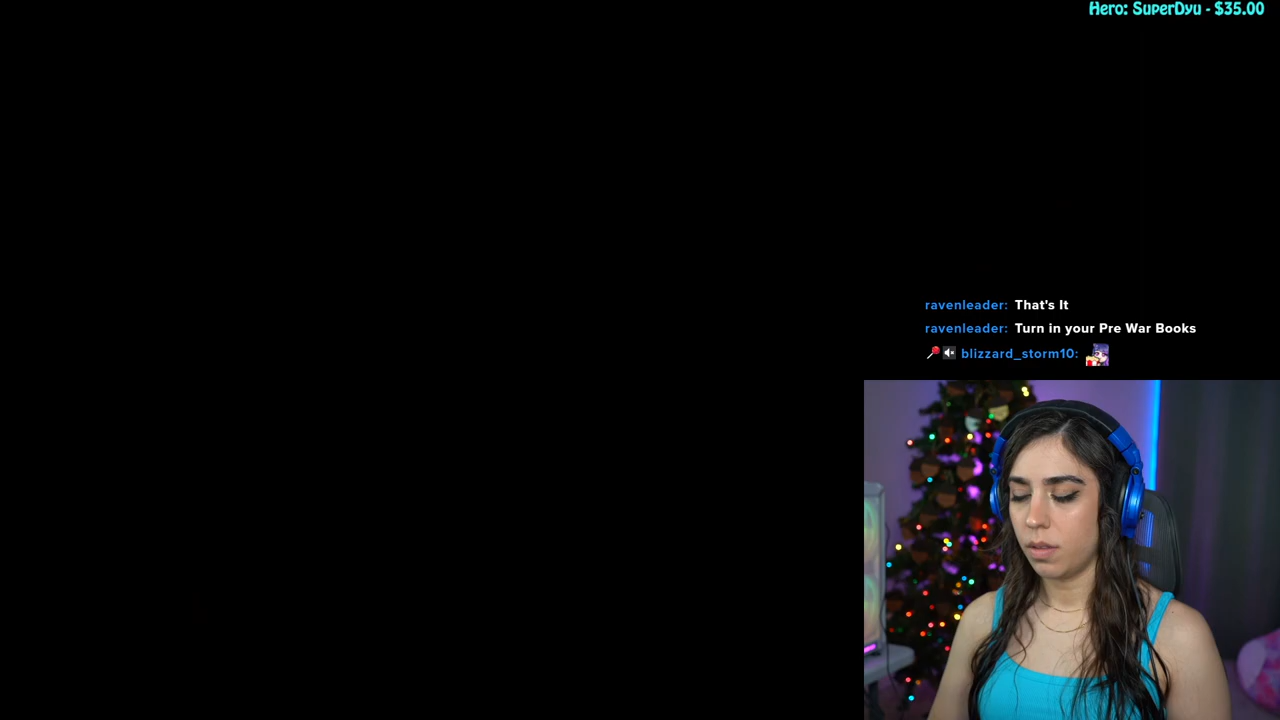 Hero: SuperDyu - $35.00
ravenleader: That's It
ravenleader: Turn in your Pre War Books
blizzard_storm10: